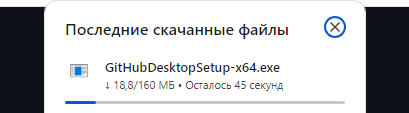 Последние скачанные файлы
GitHubDesktopSetup-x64.exe
↓ 18,8/160 МБ • Осталось 45 секунд